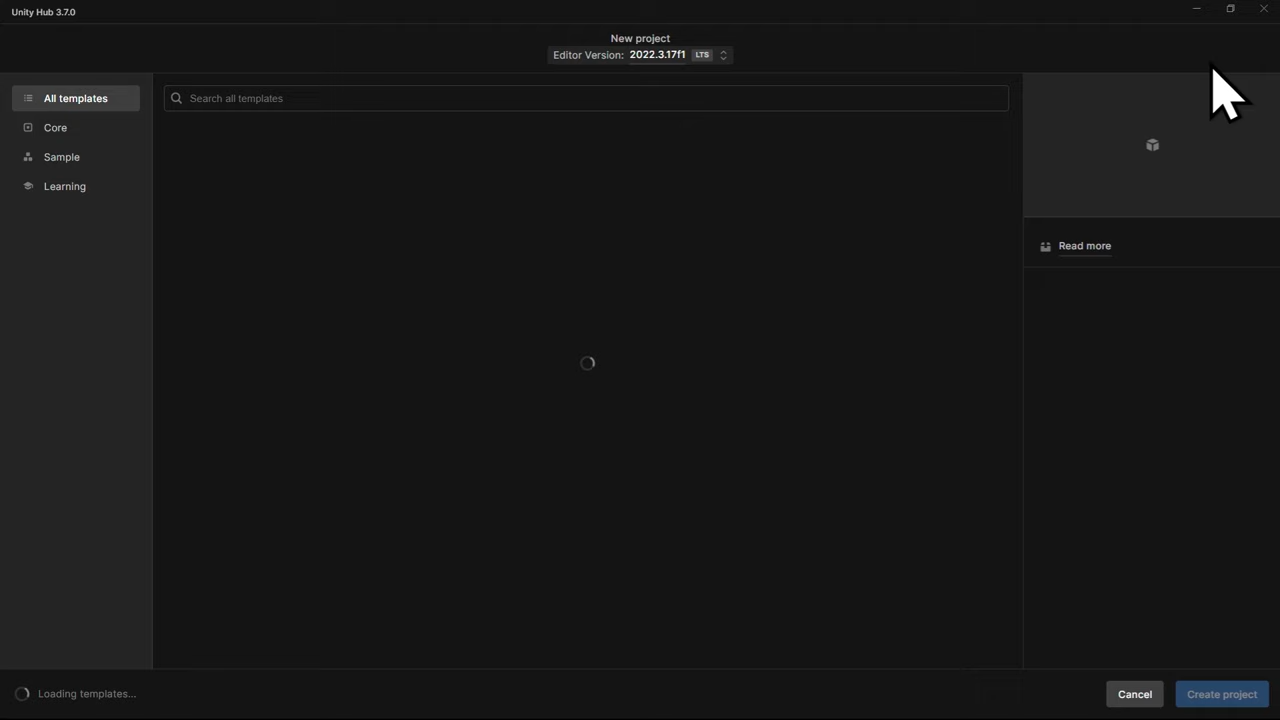 Unity Hub 3.7.0
New project
Editor Version: 2022.3.17f1 LTS
All templates
Search all templates
Core
Sample
Learning
Read more
Loading templates...
Cancel
Create project